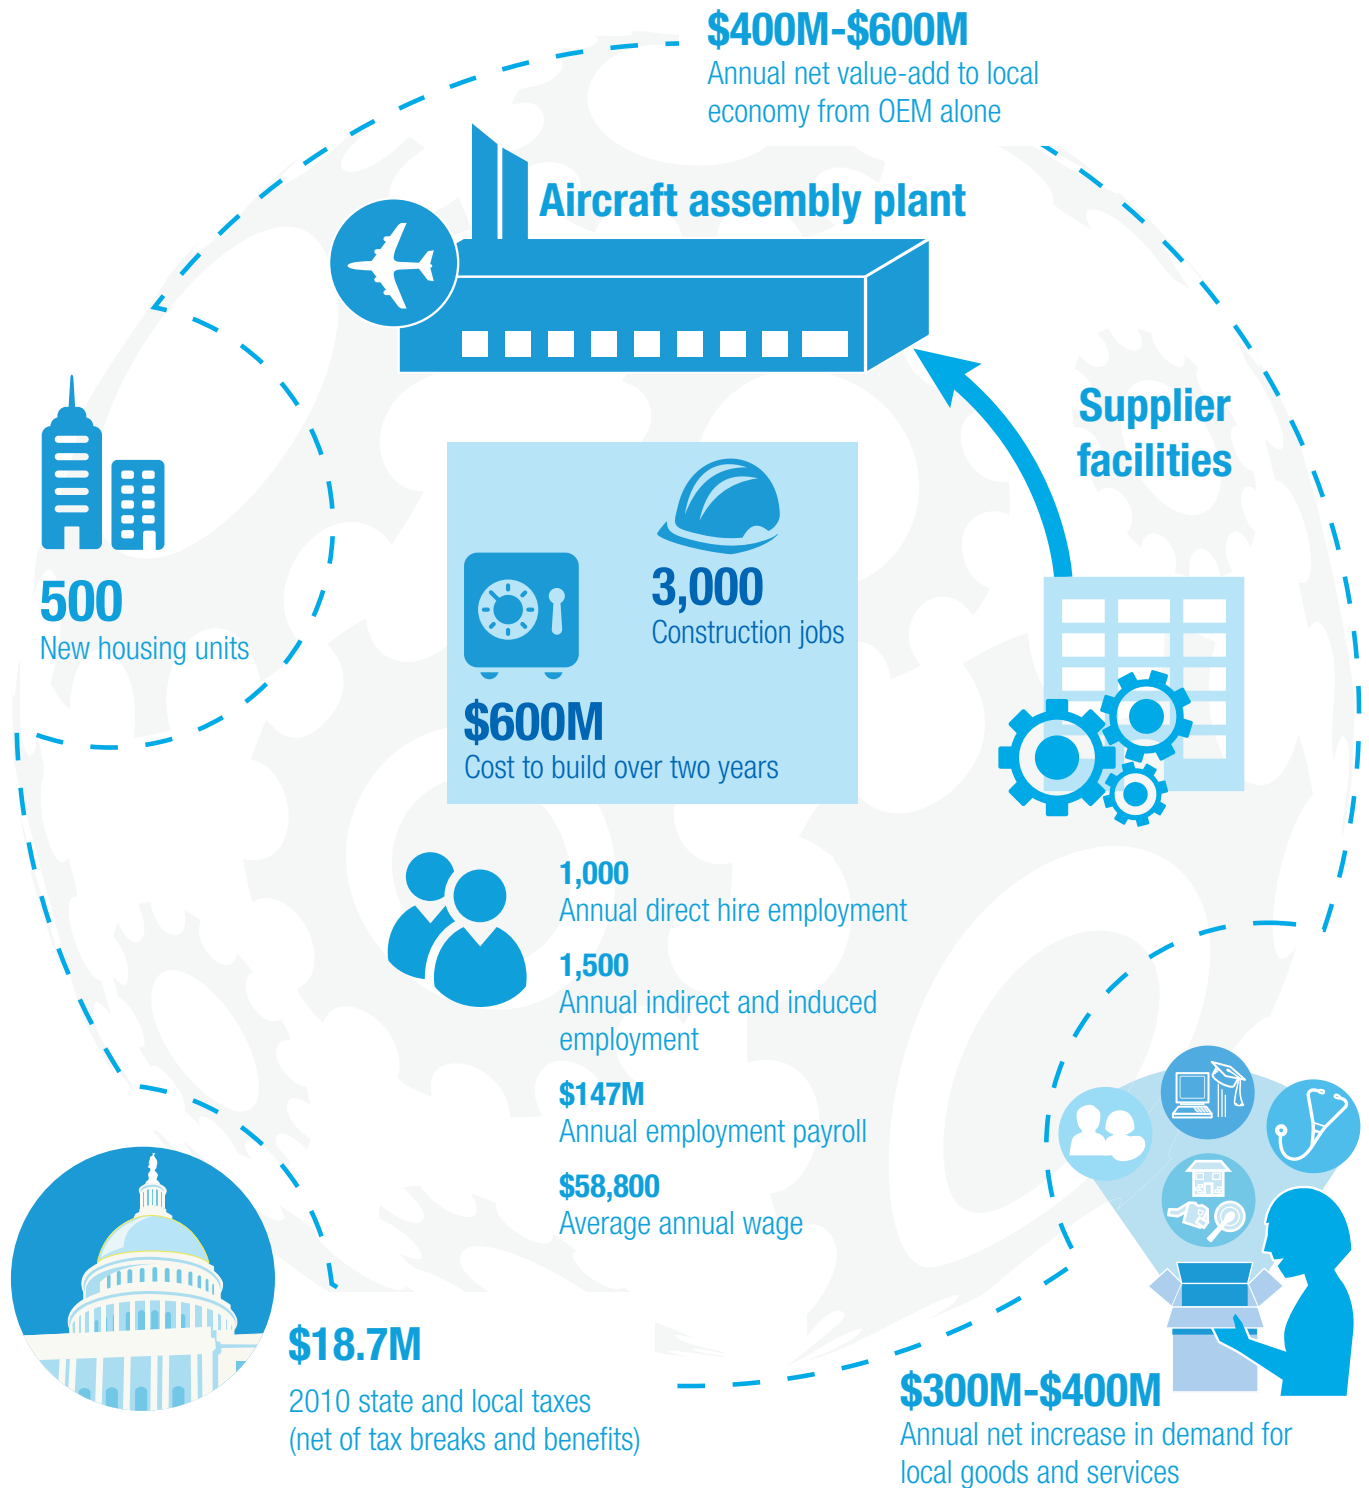 $400M-$600M
Annual net value-add to local
economy from OEM alone
Aircraft assembly plant
Supplier
facilities
500
New housing units
3,000
Construction jobs
$600M
Cost to build over two years
1,000
Annual direct hire employment
1,500
Annual indirect and induced
employment
$147M
Annual employment payroll
$58,800
Average annual wage
$18.7M
2010 state and local taxes
(net of tax breaks and benefits)
$300M-$400M
Annual net increase in demand for
local goods and services